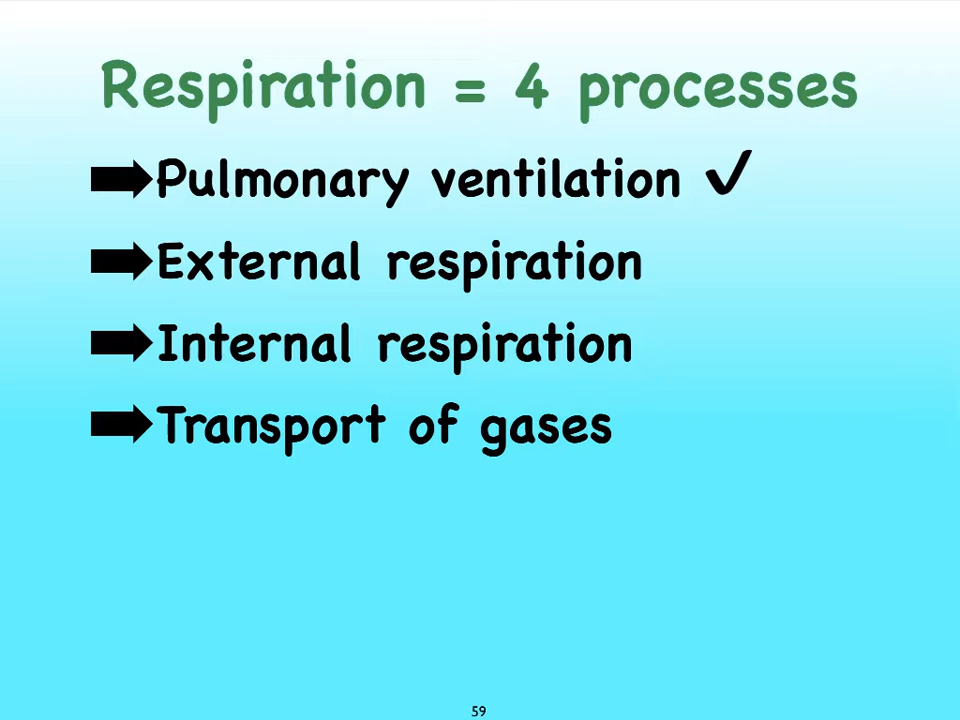 Respiration = 4 processes
➡Pulmonary ventilation ✓
➡External respiration
➡Internal respiration
➡Transport of gases
59